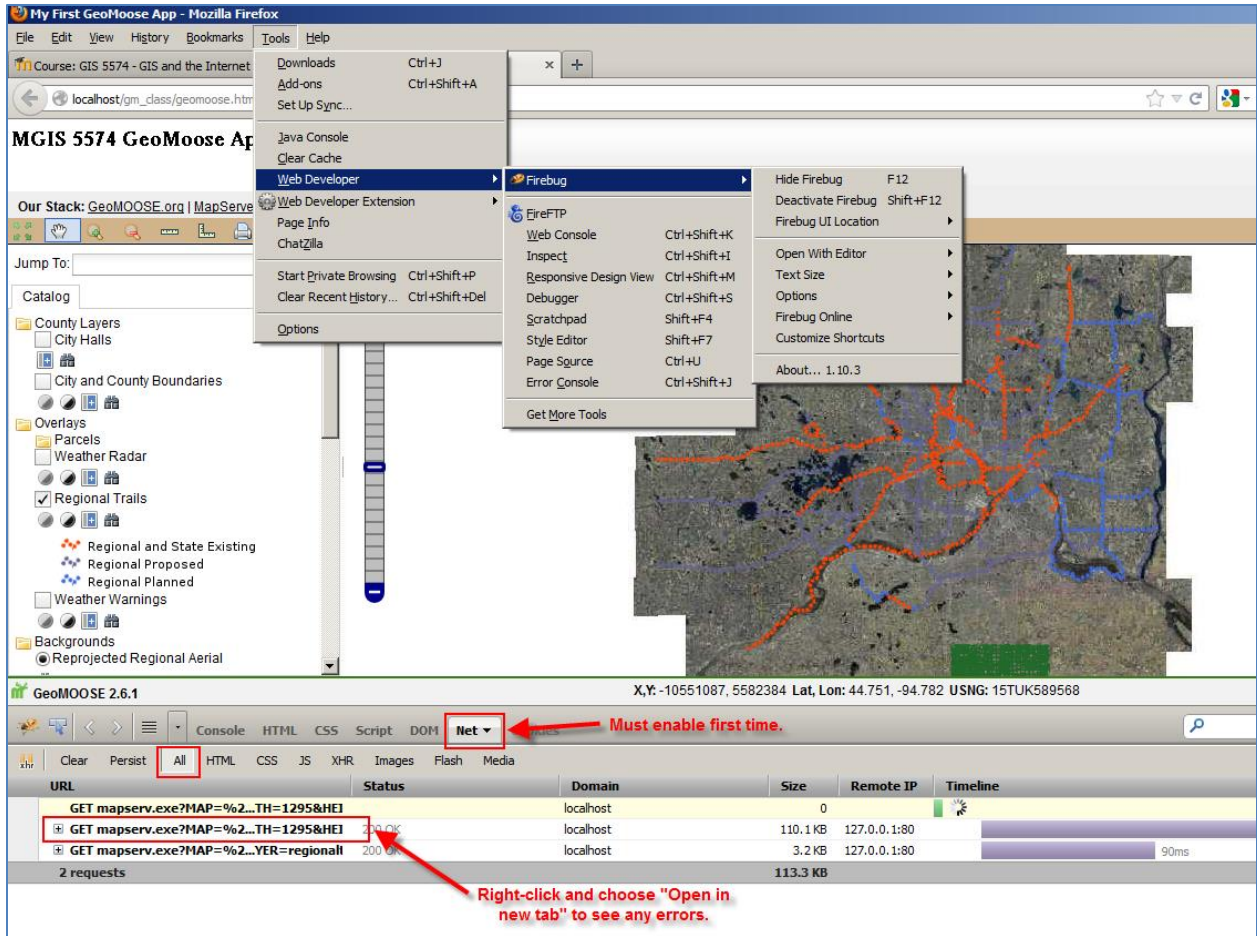 My First GeoMoose App - Mozilla Firefox
File Edit View History Bookmarks Tools Help
Course: GIS 5574 - GIS and the Internet
localhost/gm_class/geomoose.htm
MGIS 5574 GeoMoose Ap
Our Stack: GeoMOOSE.org | MapServe
Jump To:
Catalog
County Layers
City Halls
City and County Boundaries
Overlays
Parcels
Weather Radar
Regional Trails
Regional and State Existing
Regional Proposed
Regional Planned
Weather Warnings
Backgrounds
Reprojected Regional Aerial
Downloads Ctrl+J
Add-ons Ctrl+Shift+A
Set Up Sync...
Java Console
Clear Cache
Web Developer
Web Developer Extension
Page Info
ChatZilla
Start Private Browsing Ctrl+Shift+P
Clear Recent History... Ctrl+Shift+Del
Options
Firebug
FireFTP
Web Console Ctrl+Shift+K
Inspect Ctrl+Shift+I
Responsive Design View Ctrl+Shift+M
Debugger Ctrl+Shift+S
Scratchpad Shift+F4
Style Editor Shift+F7
Page Source Ctrl+U
Error Console Ctrl+Shift+J
Get More Tools
Hide Firebug F12
Deactivate Firebug Shift+F12
Firebug UI Location
Open With Editor
Text Size
Options
Firebug Online
Customize Shortcuts
About... 1.10.3
GeoMOOSE 2.6.1
X,Y: -10551087, 5582384 Lat, Lon: 44.751, -94.782 USNG: 15TUK589568
Console HTML CSS Script DOM Net
Must enable first time.
xhr Clear Persist All HTML CSS JS XHR Images Flash Media
URL Status Domain Size Remote IP Timeline
GET mapserv.exe?MAP=%2...TH=1295&HEI localhost 0
GET mapserv.exe?MAP=%2...TH=1295&HEI 200 OK localhost 110.1 KB 127.0.0.1:80
GET mapserv.exe?MAP=%2...YER=regionalt 200 OK localhost 3.2 KB 127.0.0.1:80 90ms
2 requests 113.3 KB
Right-click and choose "Open in
new tab" to see any errors.